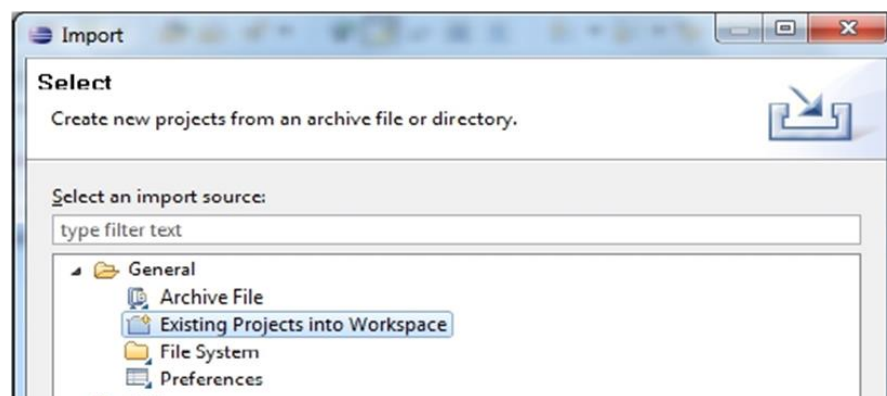 Import
Select
Create new projects from an archive file or directory.
Select an import source:
type filter text
General
Archive File
Existing Projects into Workspace
File System
Preferences